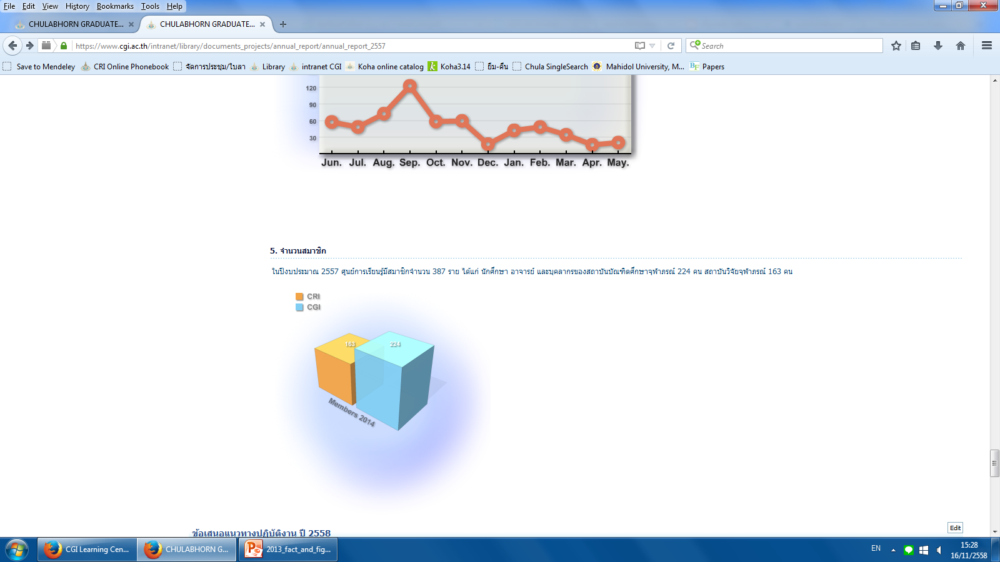 File Edit View History Bookmarks Tools Help
CHULABHORN GRADUATE... × CHULABHORN GRADUATE... × +
https://www.cgi.ac.th/intranet/library/documents_projects/annual_report/annual_report_2557 Search
Save to Mendeley CRI Online Phonebook จัดการประชุม/ใบลา Library intranet CGI Koha online catalog Koha3.14 ยืม-คืน Chula SingleSearch Mahidol University, M... BF Papers
120
90
60
30
Jun. Jul. Aug. Sep. Oct. Nov. Dec. Jan. Feb. Mar. Apr. May.
5. จำนวนสมาชิก
ในปีงบประมาณ 2557 ศูนย์การเรียนรู้มีสมาชิกจำนวน 387 ราย ได้แก่ นักศึกษา อาจารย์ และบุคลากรของสถาบันบัณฑิตศึกษาจุฬาภรณ์ 224 คน สถาบันวิจัยจุฬาภรณ์ 163 คน
CRI
CGI
163 224
Members 2014
Edit
ข้อเสนอแนวทางปฏิบัติงาน ปี 2558
CGI Learning Cen... CHULABHORN G... 2013_fact_and_fig... EN 15:28
16/11/2558